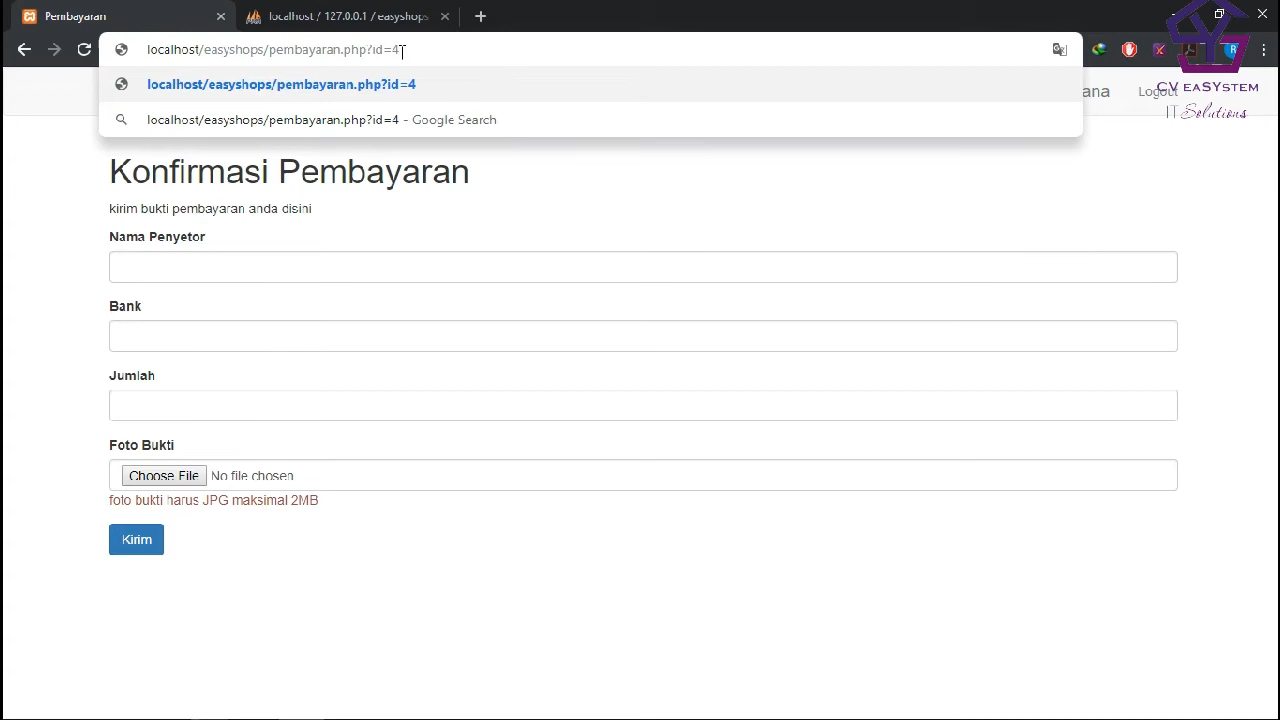 Pembayaran
localhost / 127.0.0.1 / easyshops
localhost/easyshops/pembayaran.php?id=4
localhost/easyshops/pembayaran.php?id=4
localhost/easyshops/pembayaran.php?id=4 - Google Search
ana
Logout
CV eaSYstem
IT Solutions
Konfirmasi Pembayaran
kirim bukti pembayaran anda disini
Nama Penyetor
Bank
Jumlah
Foto Bukti
Choose File No file chosen
foto bukti harus JPG maksimal 2MB
Kirim